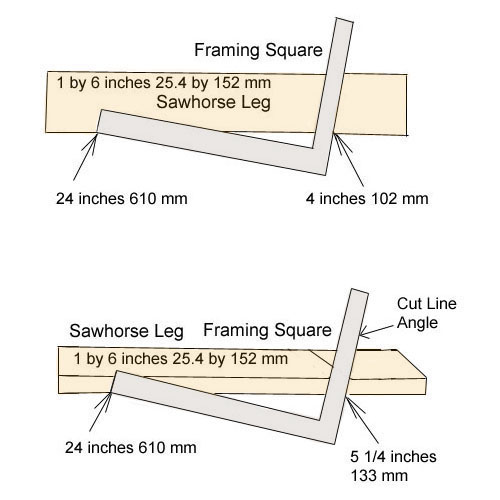 Framing Square
1 by 6 inches 25.4 by 152 mm
Sawhorse Leg
24 inches 610 mm
4 inches 102 mm
Cut Line
Angle
Sawhorse Leg
Framing Square
1 by 6 inches 25.4 by 152 mm
24 inches 610 mm
5 1/4 inches
133 mm